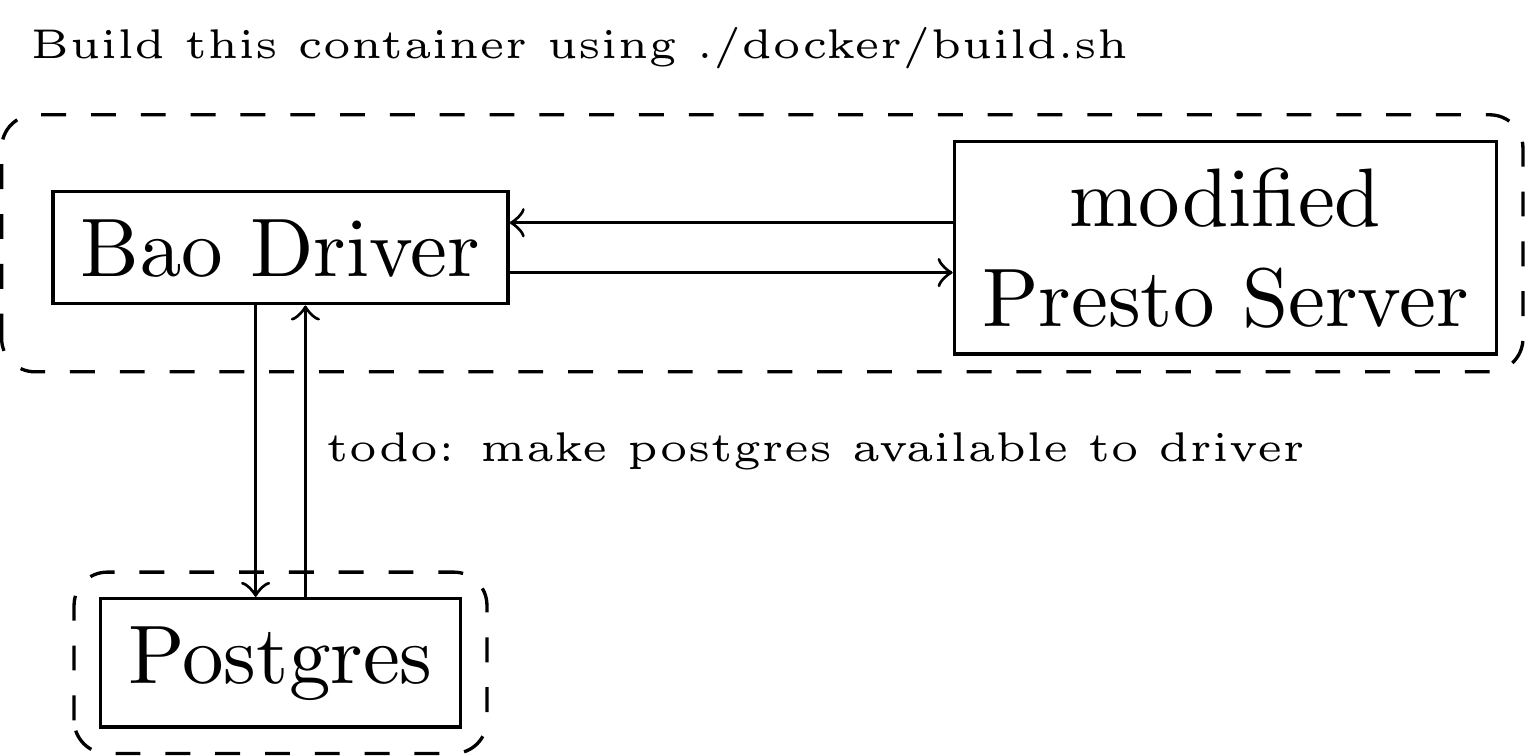 Build this container using ./docker/build.sh
Bao Driver
modified
Presto Server
todo: make postgres available to driver
Postgres